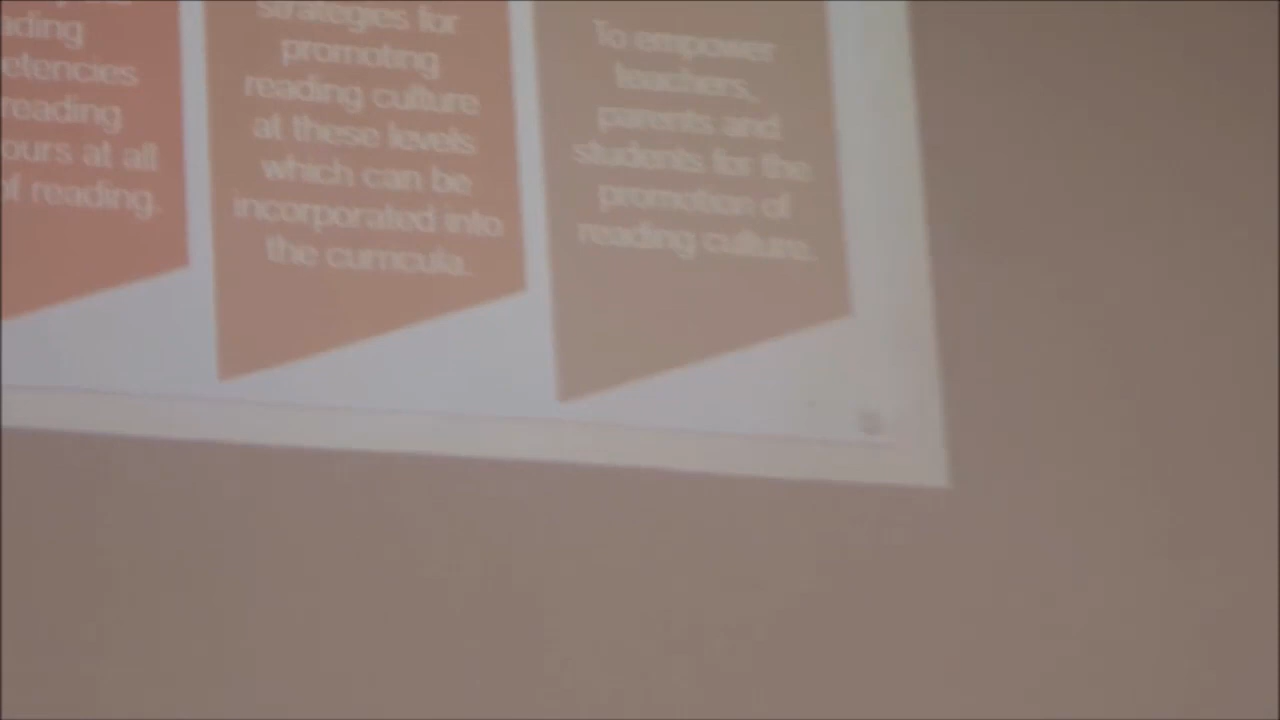 ading
etencies
reading
ours at all
of reading.
strategies for
promoting
reading culture
at these levels
which can be
incorporated into
the curricula.
To empower
teachers,
parents and
students for the
promotion of
reading culture.